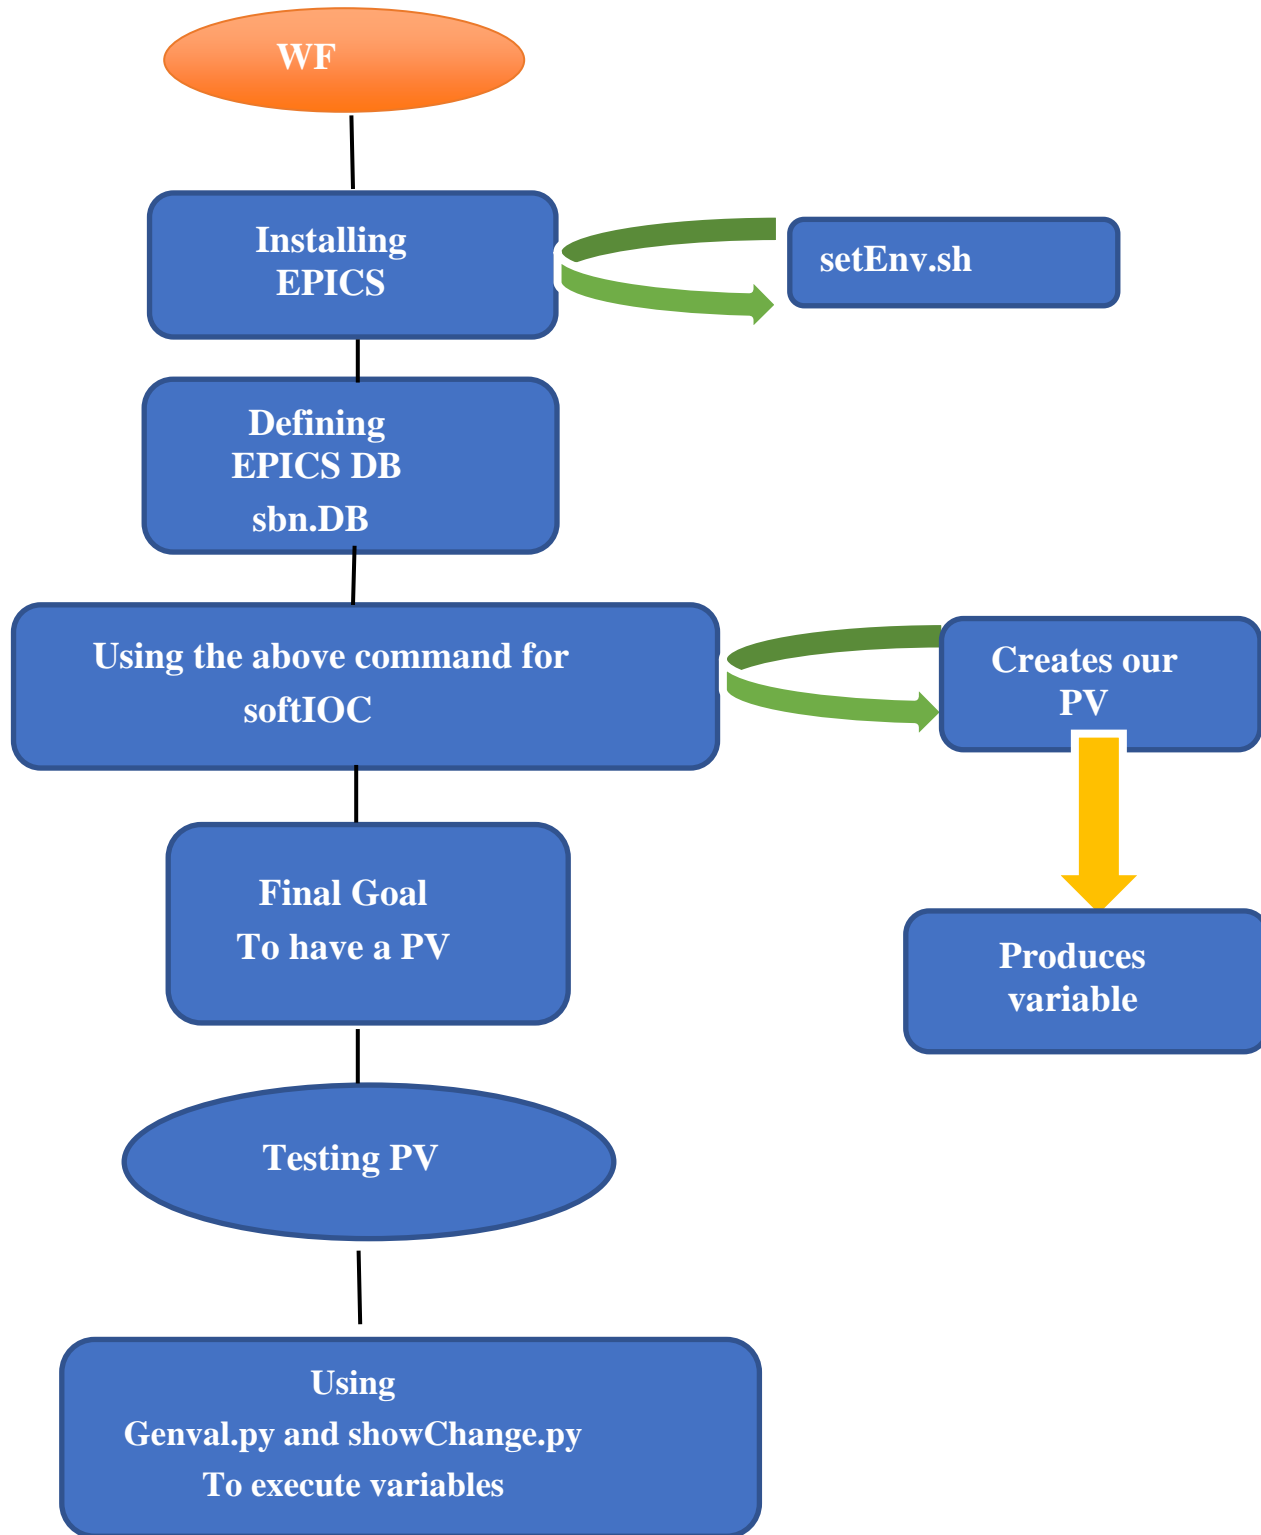 WF
Installing
EPICS
setEnv.sh
Defining
EPICS DB
sbn.DB
Using the above command for
softIOC
Creates our
PV
Final Goal
To have a PV
Produces
variable
Testing PV
Using
Genval.py and showChange.py
To execute variables